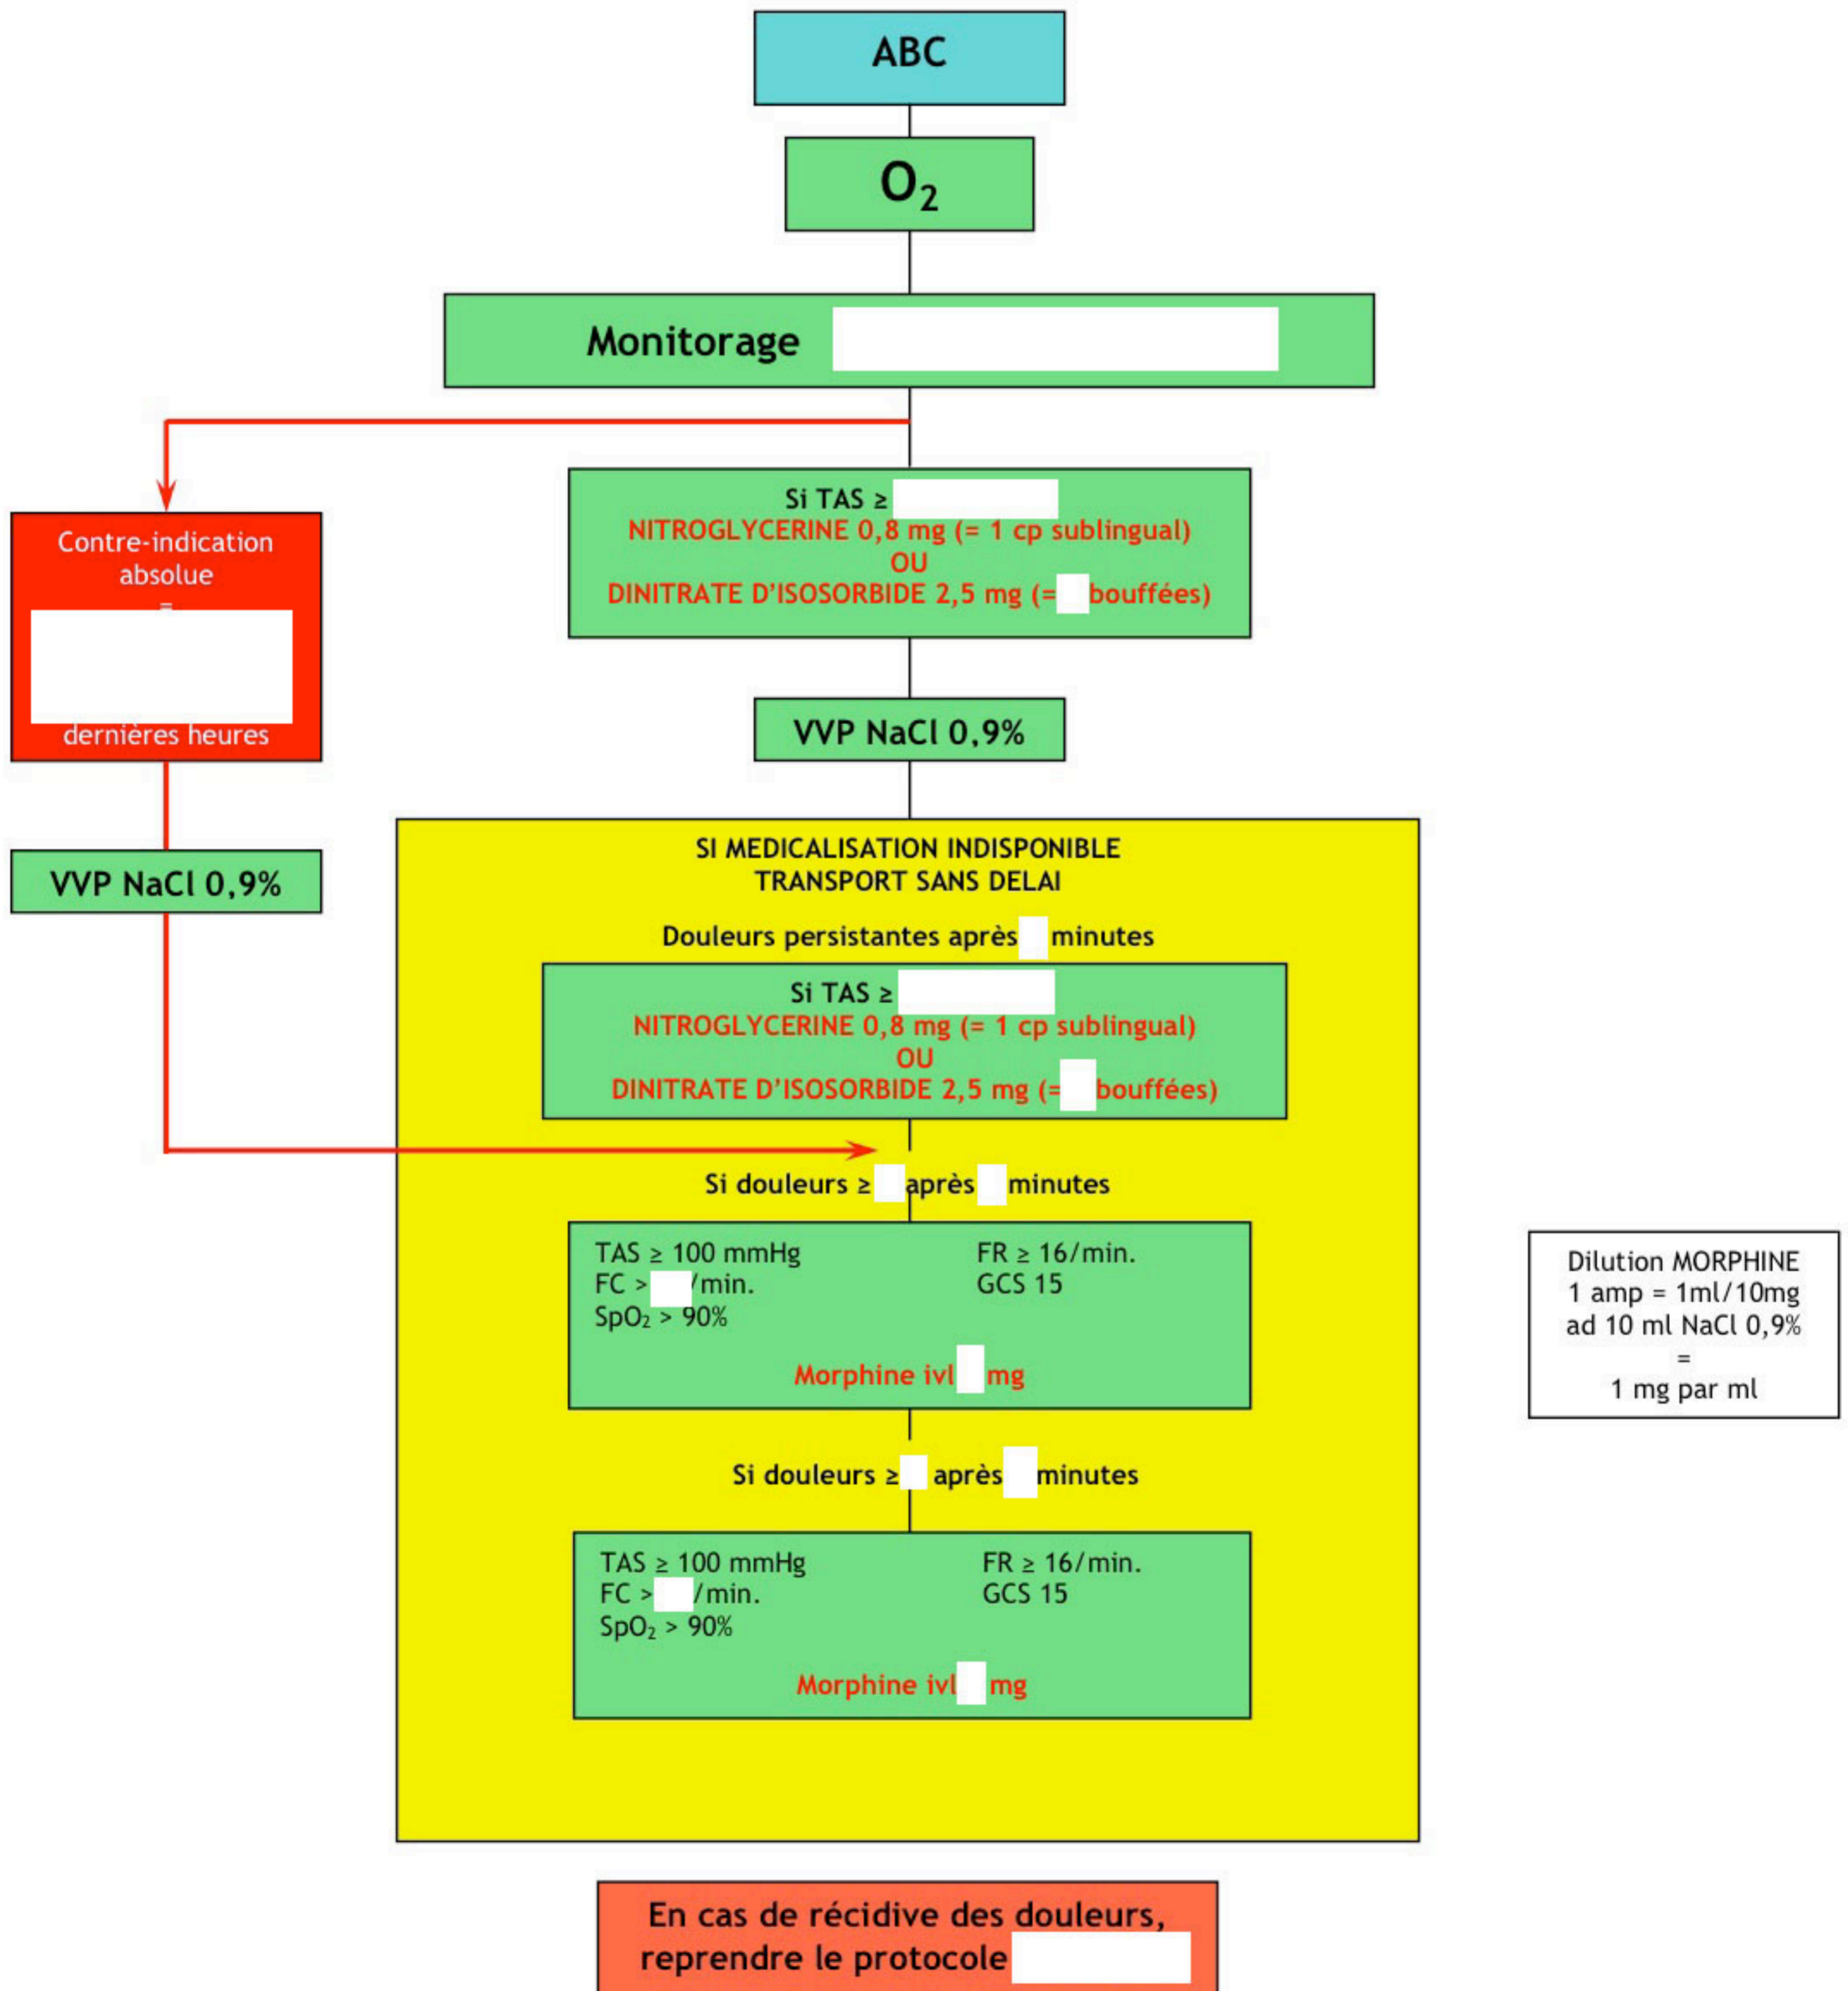 ABC
O₂
Monitorage
Si TAS ≥
NITROGLYCERINE 0,8 mg (= 1 cp sublingual)
OU
DINITRATE D'ISOSORBIDE 2,5 mg (= bouffées)
Contre-indication
absolue
=
dernières heures
VVP NaCl 0,9%
VVP NaCl 0,9%
SI MEDICALISATION INDISPONIBLE
TRANSPORT SANS DELAI
Douleurs persistantes après minutes
Si TAS ≥
NITROGLYCERINE 0,8 mg (= 1 cp sublingual)
OU
DINITRATE D'ISOSORBIDE 2,5 mg (= bouffées)
Si douleurs ≥ après minutes
TAS ≥ 100 mmHg FR ≥ 16/min.
FC > /min. GCS 15
SpO₂ > 90%
Morphine ivl mg
Si douleurs ≥ après minutes
TAS ≥ 100 mmHg FR ≥ 16/min.
FC > /min. GCS 15
SpO₂ > 90%
Morphine ivl mg
Dilution MORPHINE
1 amp = 1ml/10mg
ad 10 ml NaCl 0,9%
=
1 mg par ml
En cas de récidive des douleurs,
reprendre le protocole